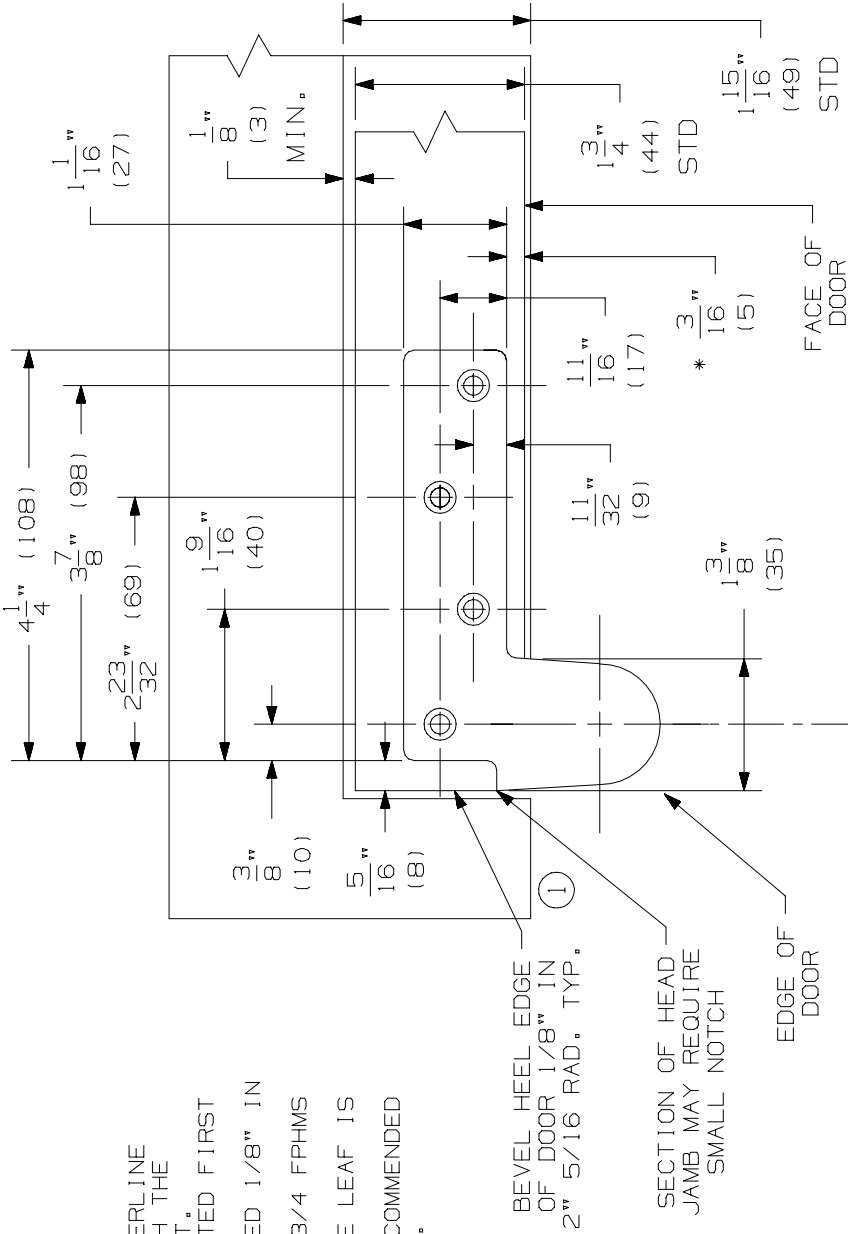 4 1/4" (108)
3 7/8" (98)
2 23/32" (69)
1 9/16" (40)
3/8" (10)
5/16" (8)
1 1/16" (27)
1/8" (3) MIN.
11/16" (17)
11/32" (9)
* 3/16" (5)
1 3/4" (44) STD
1 15/16" (49) STD
1 3/8" (35)
FACE OF
DOOR
1
BEVEL HEEL EDGE
OF DOOR 1/8" IN
2" 5/16 RAD. TYP.
SECTION OF HEAD
JAMB MAY REQUIRE
SMALL NOTCH
EDGE OF
DOOR
ERLINE
H THE
T.
TED FIRST
ED 1/8" IN
3/4 FPHMS
E LEAF IS
COMMENDED
.